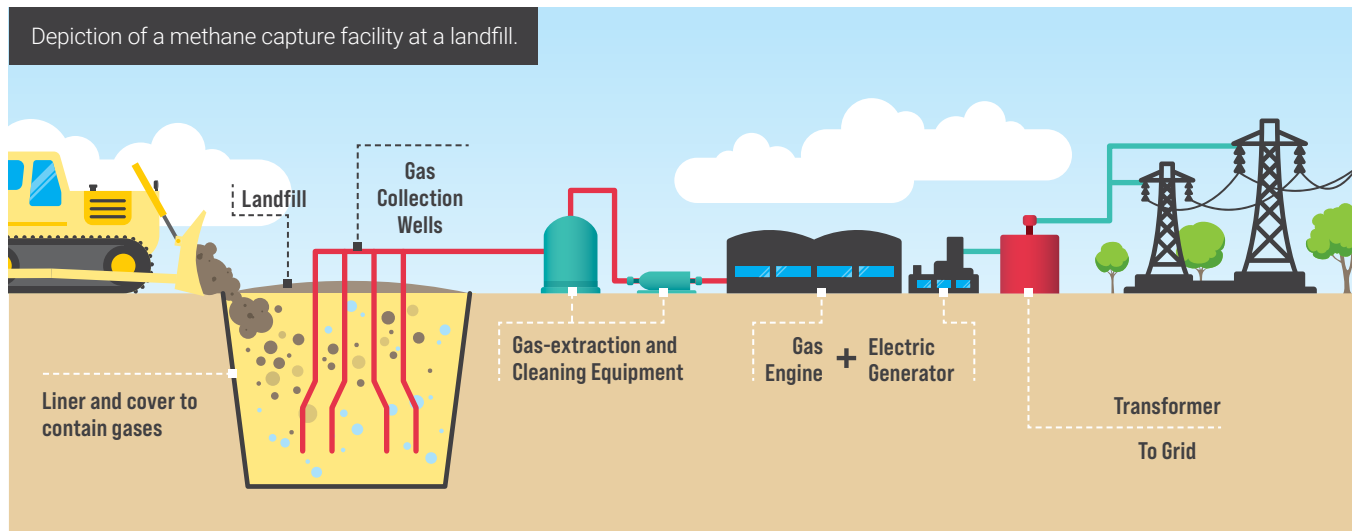 Depiction of a methane capture facility at a landfill.
Landfill
Gas
Collection
Wells
Liner and cover to
contain gases
Gas-extraction and
Cleaning Equipment
Gas
Engine
+
Electric
Generator
Transformer
To Grid